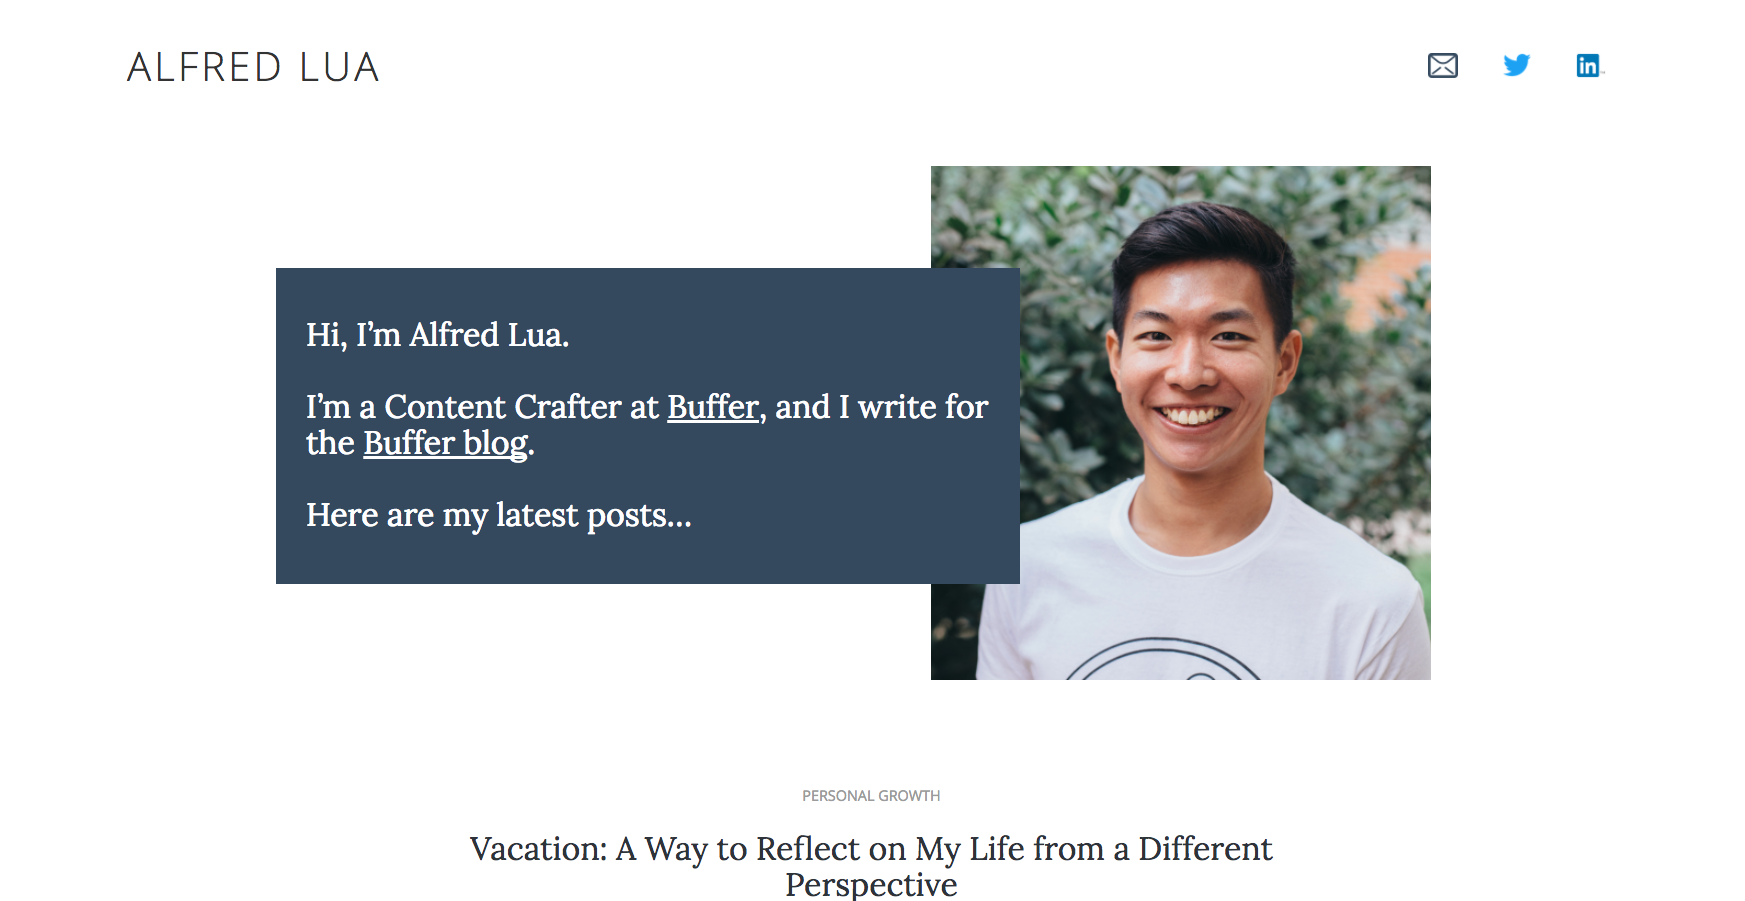 ALFRED LUA
in
Hi, I’m Alfred Lua.
I’m a Content Crafter at Buffer, and I write for
the Buffer blog.
Here are my latest posts...
PERSONAL GROWTH
Vacation: A Way to Reflect on My Life from a Different
Perspective